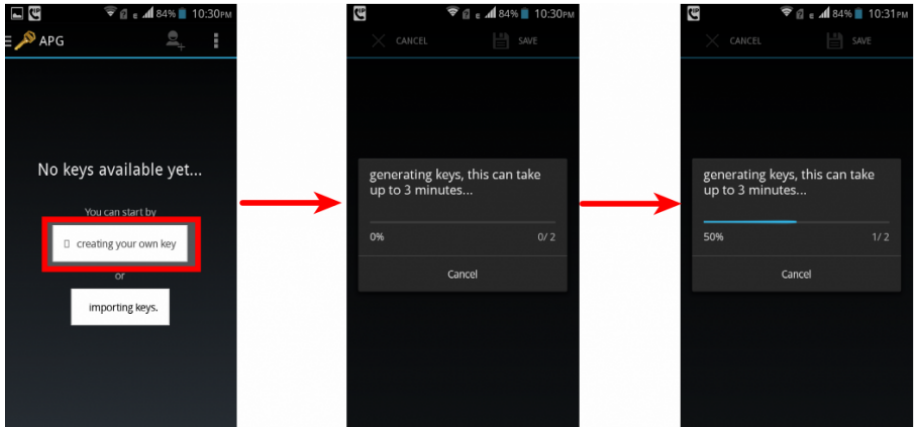 84% 10:30PM
APG
No keys available yet...
You can start by
creating your own key
or
importing keys.
84% 10:30PM
CANCEL SAVE
generating keys, this can take
up to 3 minutes...
0% 0/ 2
Cancel
84% 10:31PM
CANCEL SAVE
generating keys, this can take
up to 3 minutes...
50% 1/ 2
Cancel